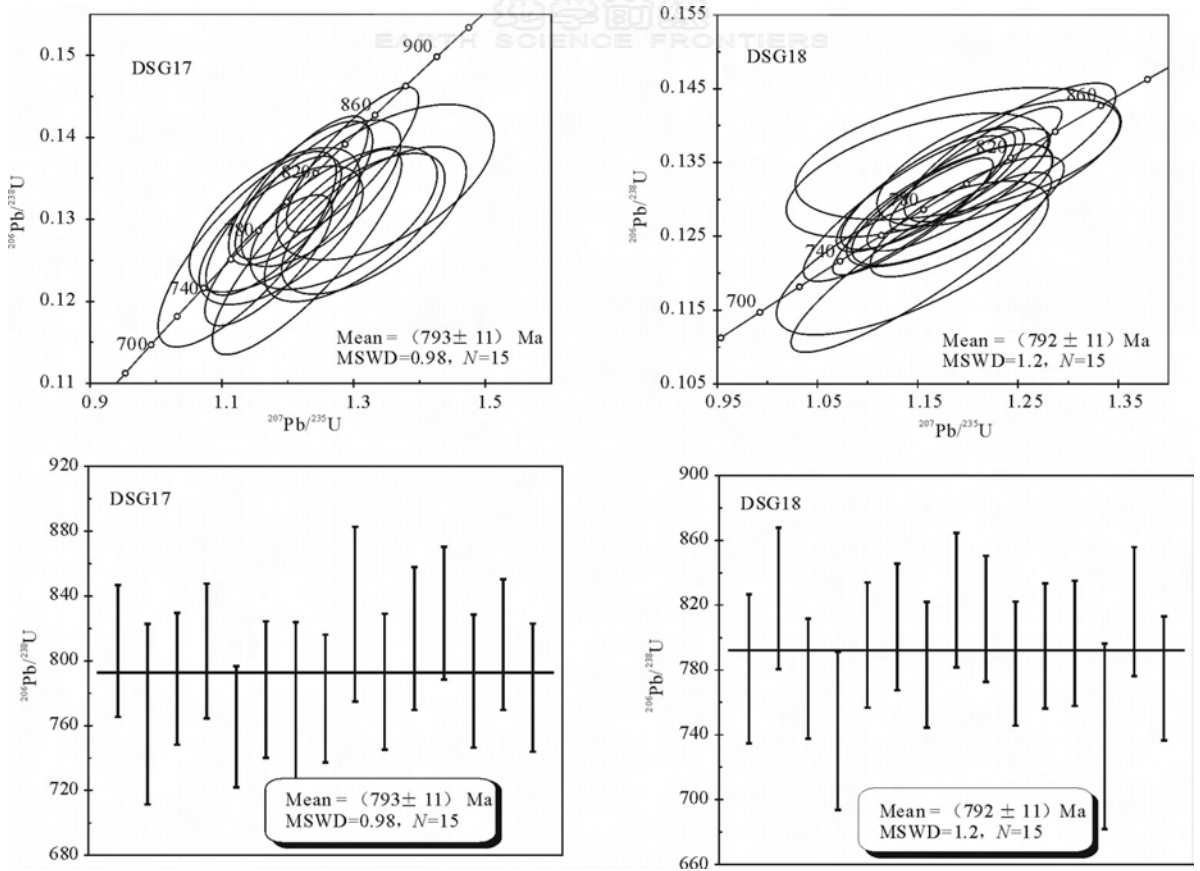 地学前缘
EARTH SCIENCE FRONTIERS
DSG17
0.155
0.15
0.14
0.13
0.12
0.11
²⁰⁶Pb/²³⁸U
900
860
820
780
740
700
Mean = (793± 11) Ma
MSWD=0.98, N=15
0.9
1.1
1.3
1.5
²⁰⁷Pb/²³⁵U
DSG18
0.145
0.135
0.125
0.115
0.105
²⁰⁶Pb/²³⁸U
860
820
780
740
700
Mean = (792 ± 11) Ma
MSWD=1.2, N=15
0.95
1.05
1.15
1.25
1.35
²⁰⁷Pb/²³⁵U
DSG17
920
880
840
800
760
720
680
²⁰⁶Pb/²³⁸U
Mean = (793± 11) Ma
MSWD=0.98, N=15
DSG18
900
860
820
780
740
700
660
²⁰⁶Pb/²³⁸U
Mean = (792 ± 11) Ma
MSWD=1.2, N=15